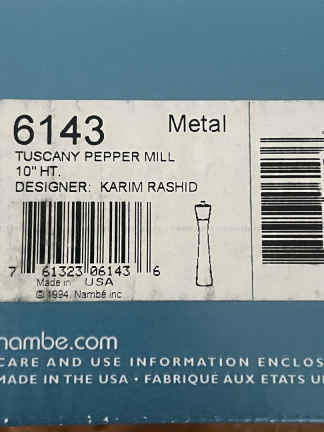 6143 Metal
TUSCANY PEPPER MILL
10" HT.
DESIGNER: KARIM RASHID
7 61323 06143 6
Made in USA
© 1994, Nambé inc
nambe.com
CARE AND USE INFORMATION ENCLOS
MADE IN THE USA • FABRIQUÉ AUX ETATS U